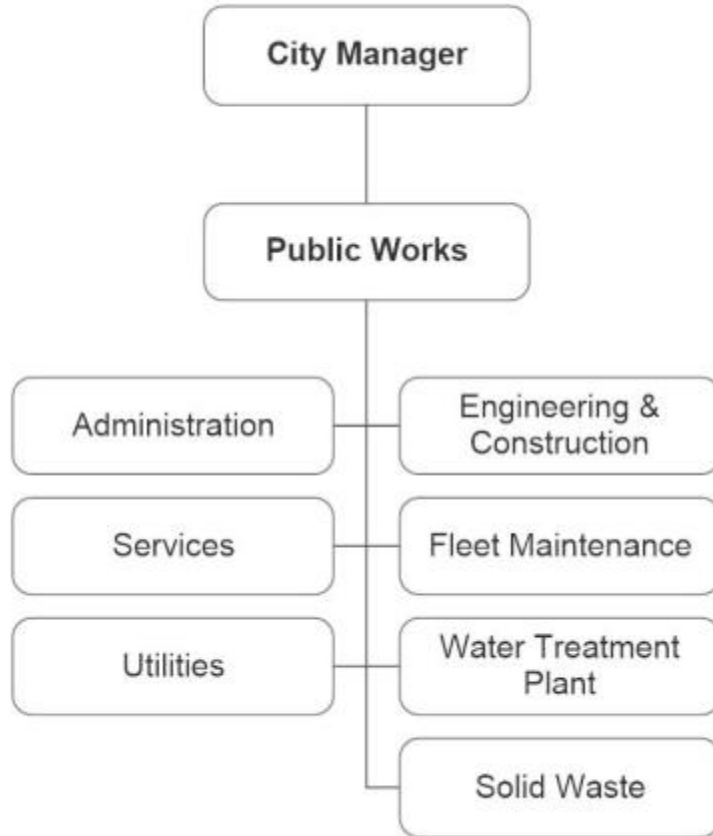 City Manager
Public Works
Administration
Engineering &
Construction
Services
Fleet Maintenance
Utilities
Water Treatment
Plant
Solid Waste